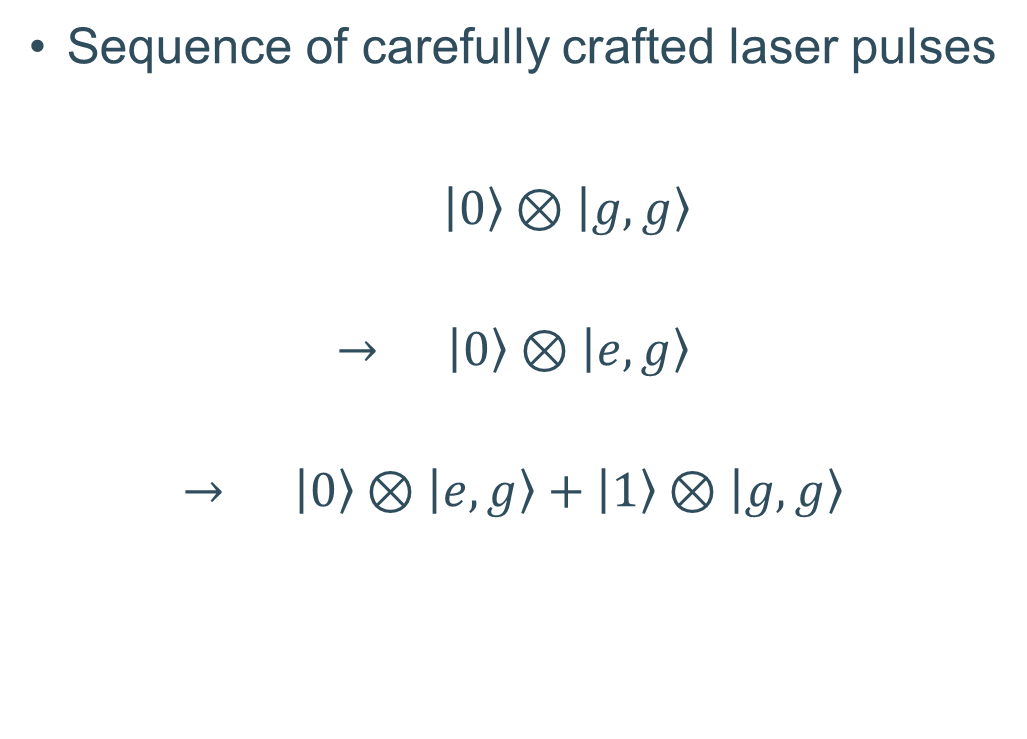 • Sequence of carefully crafted laser pulses
|0⟩ ⊗ |g, g⟩
→ |0⟩ ⊗ |e, g⟩
→ |0⟩ ⊗ |e, g⟩ + |1⟩ ⊗ |g, g⟩